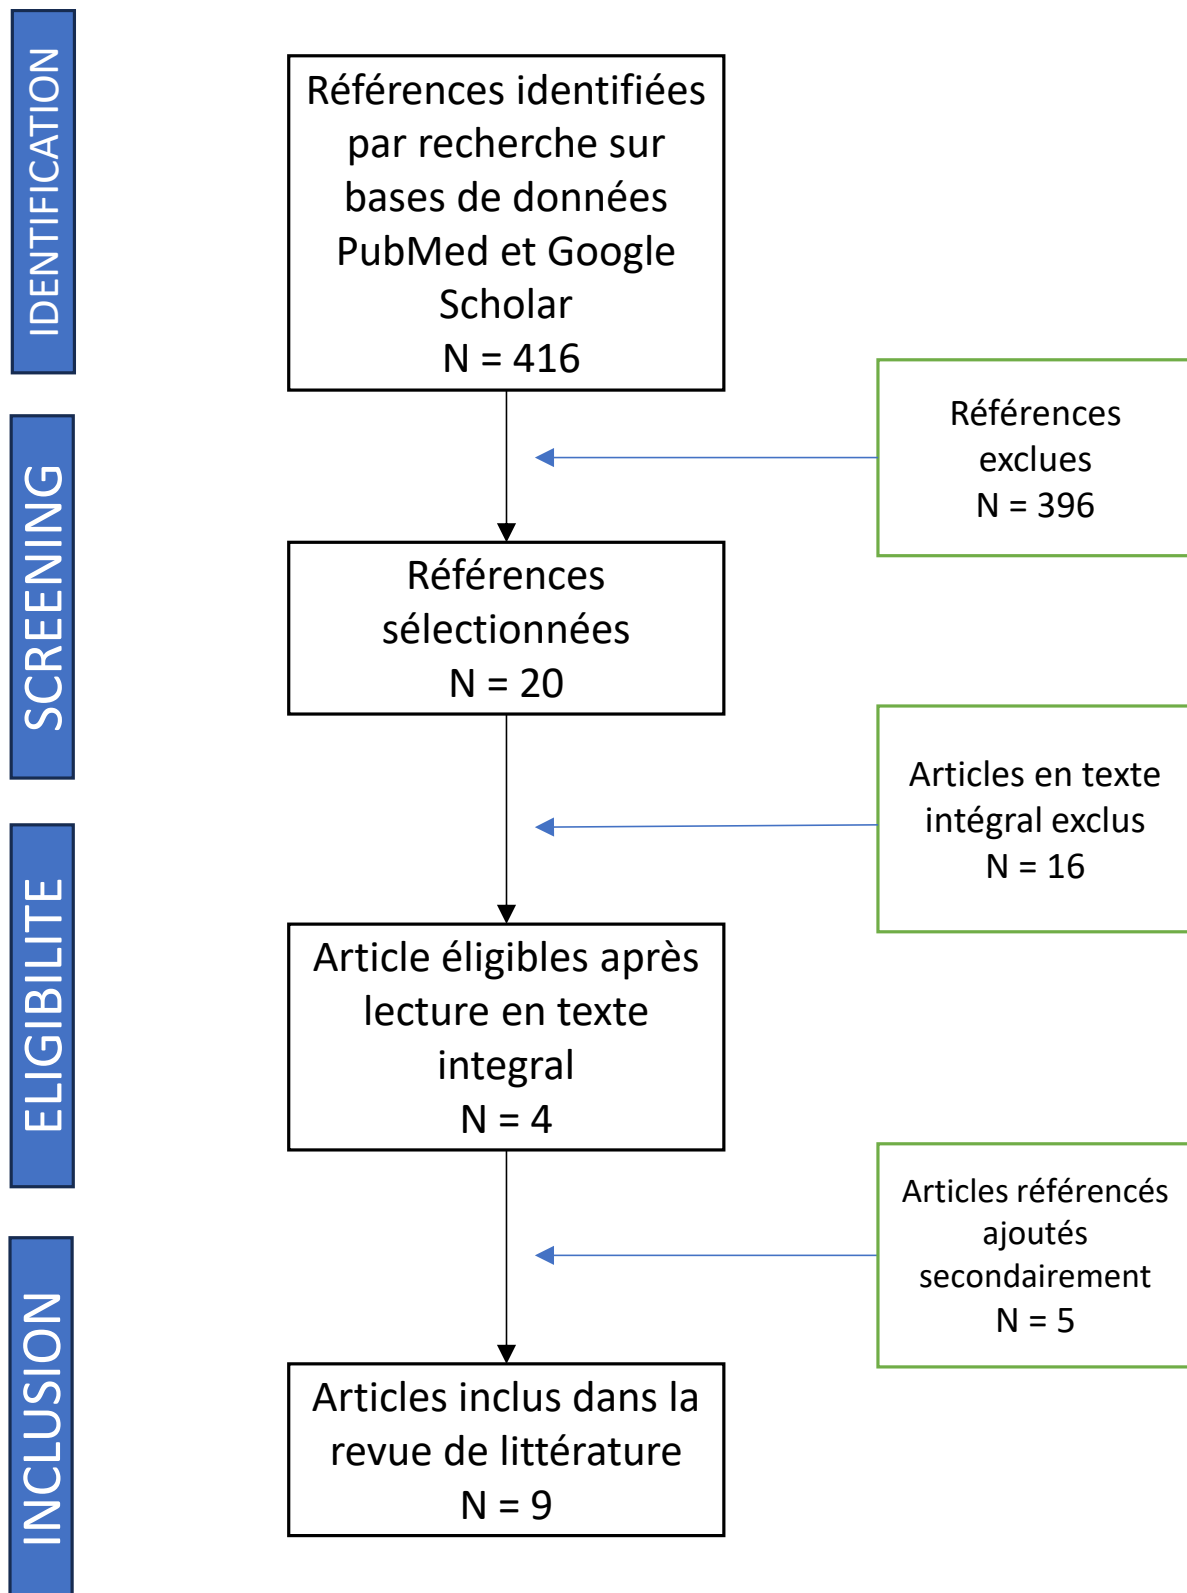 IDENTIFICATION
Références identifiées
par recherche sur
bases de données
PubMed et Google
Scholar
N = 416
Références
exclues
N = 396
SCREENING
Références
sélectionnées
N = 20
Articles en texte
intégral exclus
N = 16
ELIGIBILITE
Article éligibles après
lecture en texte
integral
N = 4
Articles référencés
ajoutés
secondairement
N = 5
INCLUSION
Articles inclus dans la
revue de littérature
N = 9